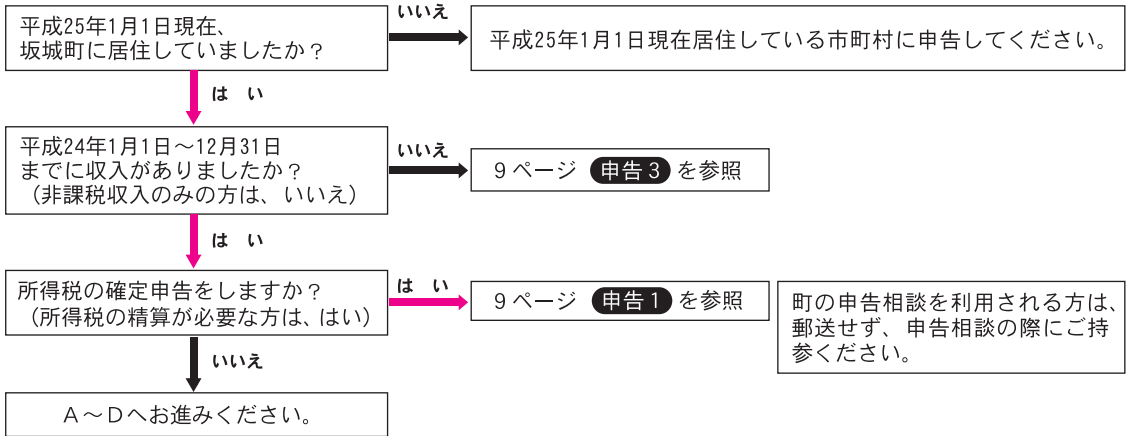 平成25年1月1日現在、
坂城町に居住していましたか？
いいえ
平成25年1月1日現在居住している市町村に申告してください。
は い
平成24年1月1日～12月31日
までに収入がありましたか？
（非課税収入のみの方は、いいえ）
いいえ
9ページ 申告3 を参照
は い
所得税の確定申告をしますか？
（所得税の精算が必要な方は、はい）
は い
9ページ 申告1 を参照
町の申告相談を利用される方は、
郵送せず、申告相談の際にご持
参ください。
いいえ
A～Dへお進みください。